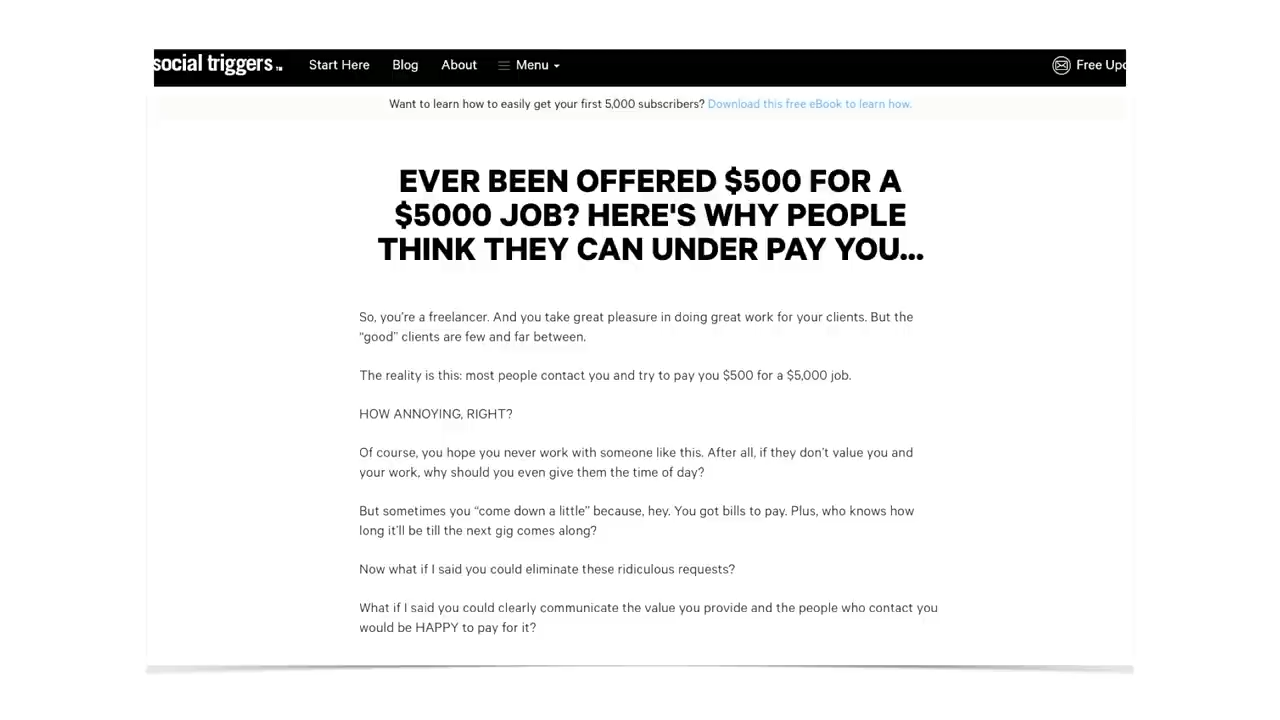 social triggers™ Start Here Blog About Menu Free
Want to learn how to easily get your first 5,000 subscribers? Download this free eBook to learn how.
EVER BEEN OFFERED $500 FOR A
$5000 JOB? HERE'S WHY PEOPLE
THINK THEY CAN UNDER PAY YOU...
So, you’re a freelancer. And you take great pleasure in doing great work for your clients. But the
“good” clients are few and far between.
The reality is this: most people contact you and try to pay you $500 for a $5,000 job.
HOW ANNOYING, RIGHT?
Of course, you hope you never work with someone like this. After all, if they don’t value you and
your work, why should you even give them the time of day?
But sometimes you “come down a little” because, hey. You got bills to pay. Plus, who knows how
long it’ll be till the next gig comes along?
Now what if I said you could eliminate these ridiculous requests?
What if I said you could clearly communicate the value you provide and the people who contact you
would be HAPPY to pay for it?